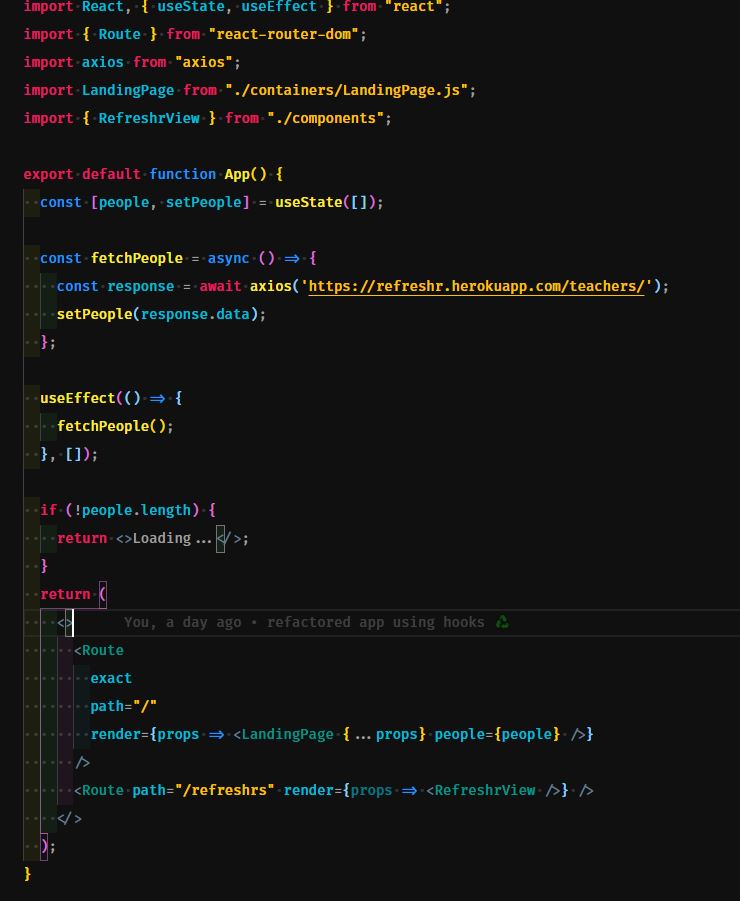 import React, { useState, useEffect } from "react";
import { Route } from "react-router-dom";
import axios from "axios";
import LandingPage from "./containers/LandingPage.js";
import { RefreshrView } from "./components";

export default function App() {
  const [people, setPeople] = useState([]);

  const fetchPeople = async () => {
    const response = await axios('https://refreshr.herokuapp.com/teachers/');
    setPeople(response.data);
  };

  useEffect(() => {
    fetchPeople();
  }, []);

  if (!people.length) {
    return <>Loading...</>;
  }
  return (
    <> You, a day ago • refactored app using hooks ♻
      <Route
        exact
        path="/"
        render={props => <LandingPage {...props} people={people} />}
      />
      <Route path="/refreshrs" render={props => <RefreshrView />} />
    </>
  );
}